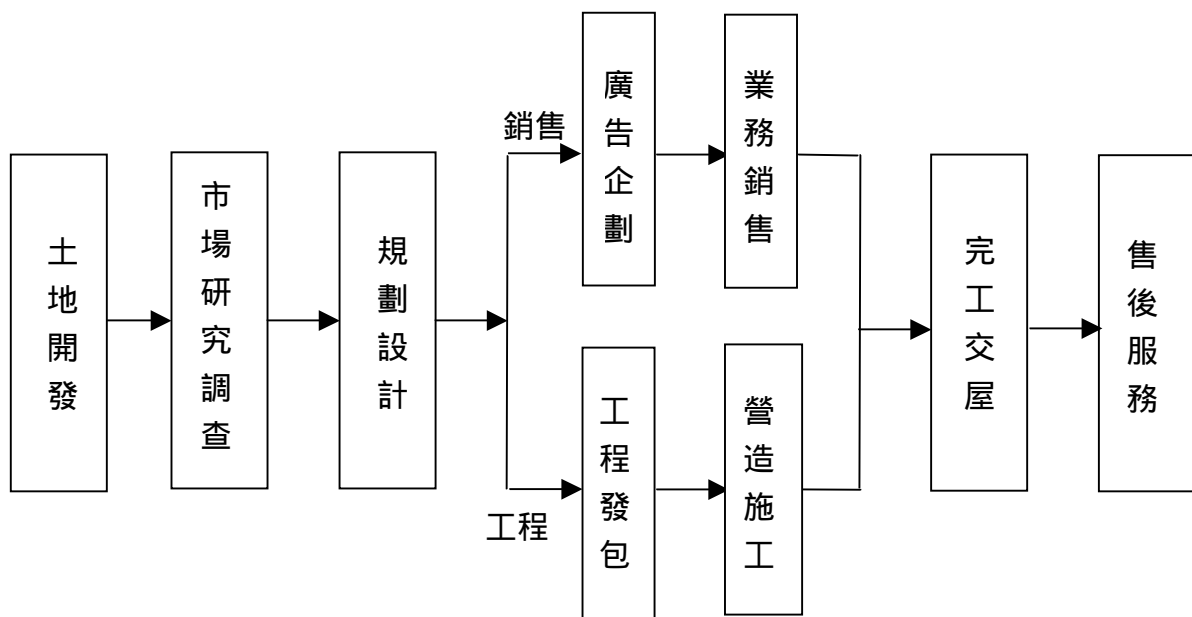 土地開發
市場研究調查
規劃設計
銷售
廣告企劃
業務銷售
工程
工程發包
營造施工
完工交屋
售後服務